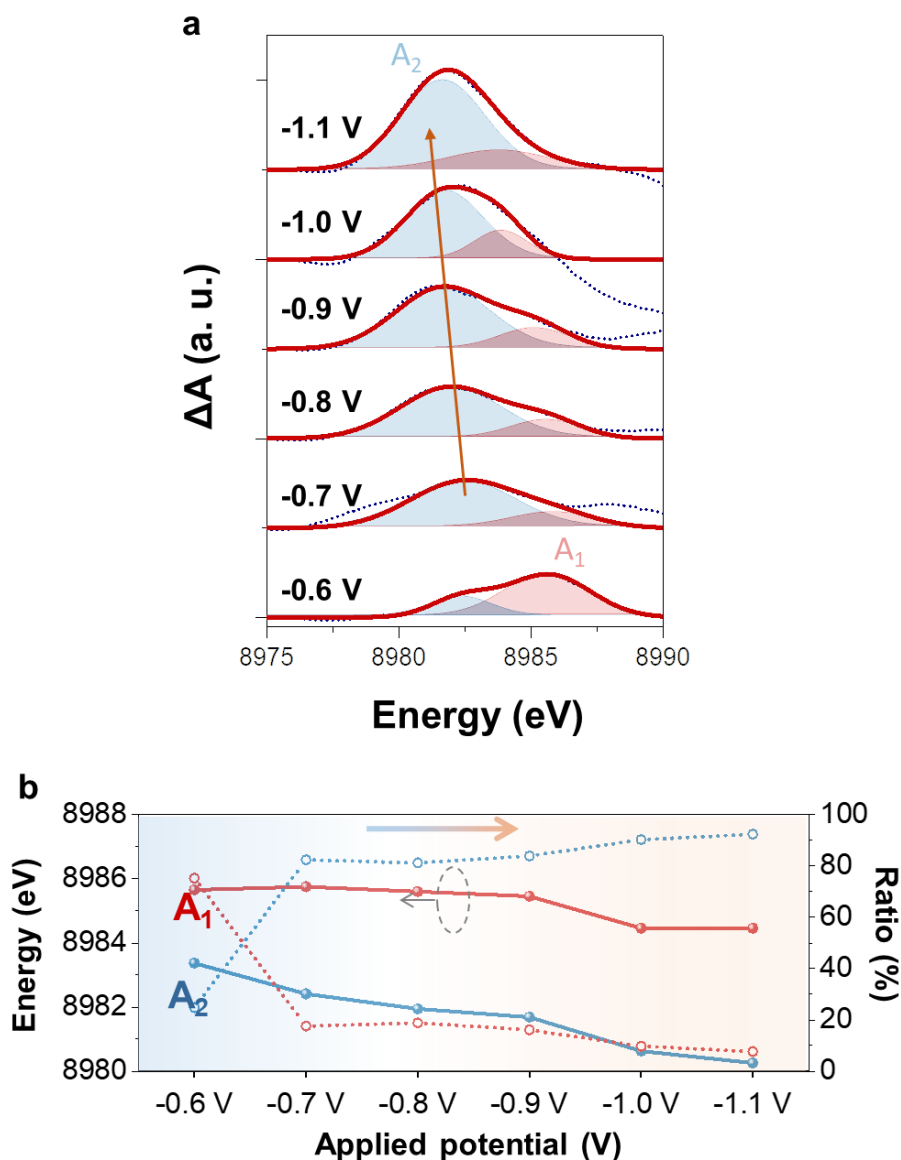 a
A₂
-1.1 V
-1.0 V
-0.9 V
-0.8 V
-0.7 V
A₁
-0.6 V
ΔA (a. u.)
8975 8980 8985 8990
Energy (eV)
b
8988
8986
8984
8982
8980
Energy (eV)
A₁
A₂
100
80
60
40
20
0
Ratio (%)
-0.6 V -0.7 V -0.8 V -0.9 V -1.0 V -1.1 V
Applied potential (V)